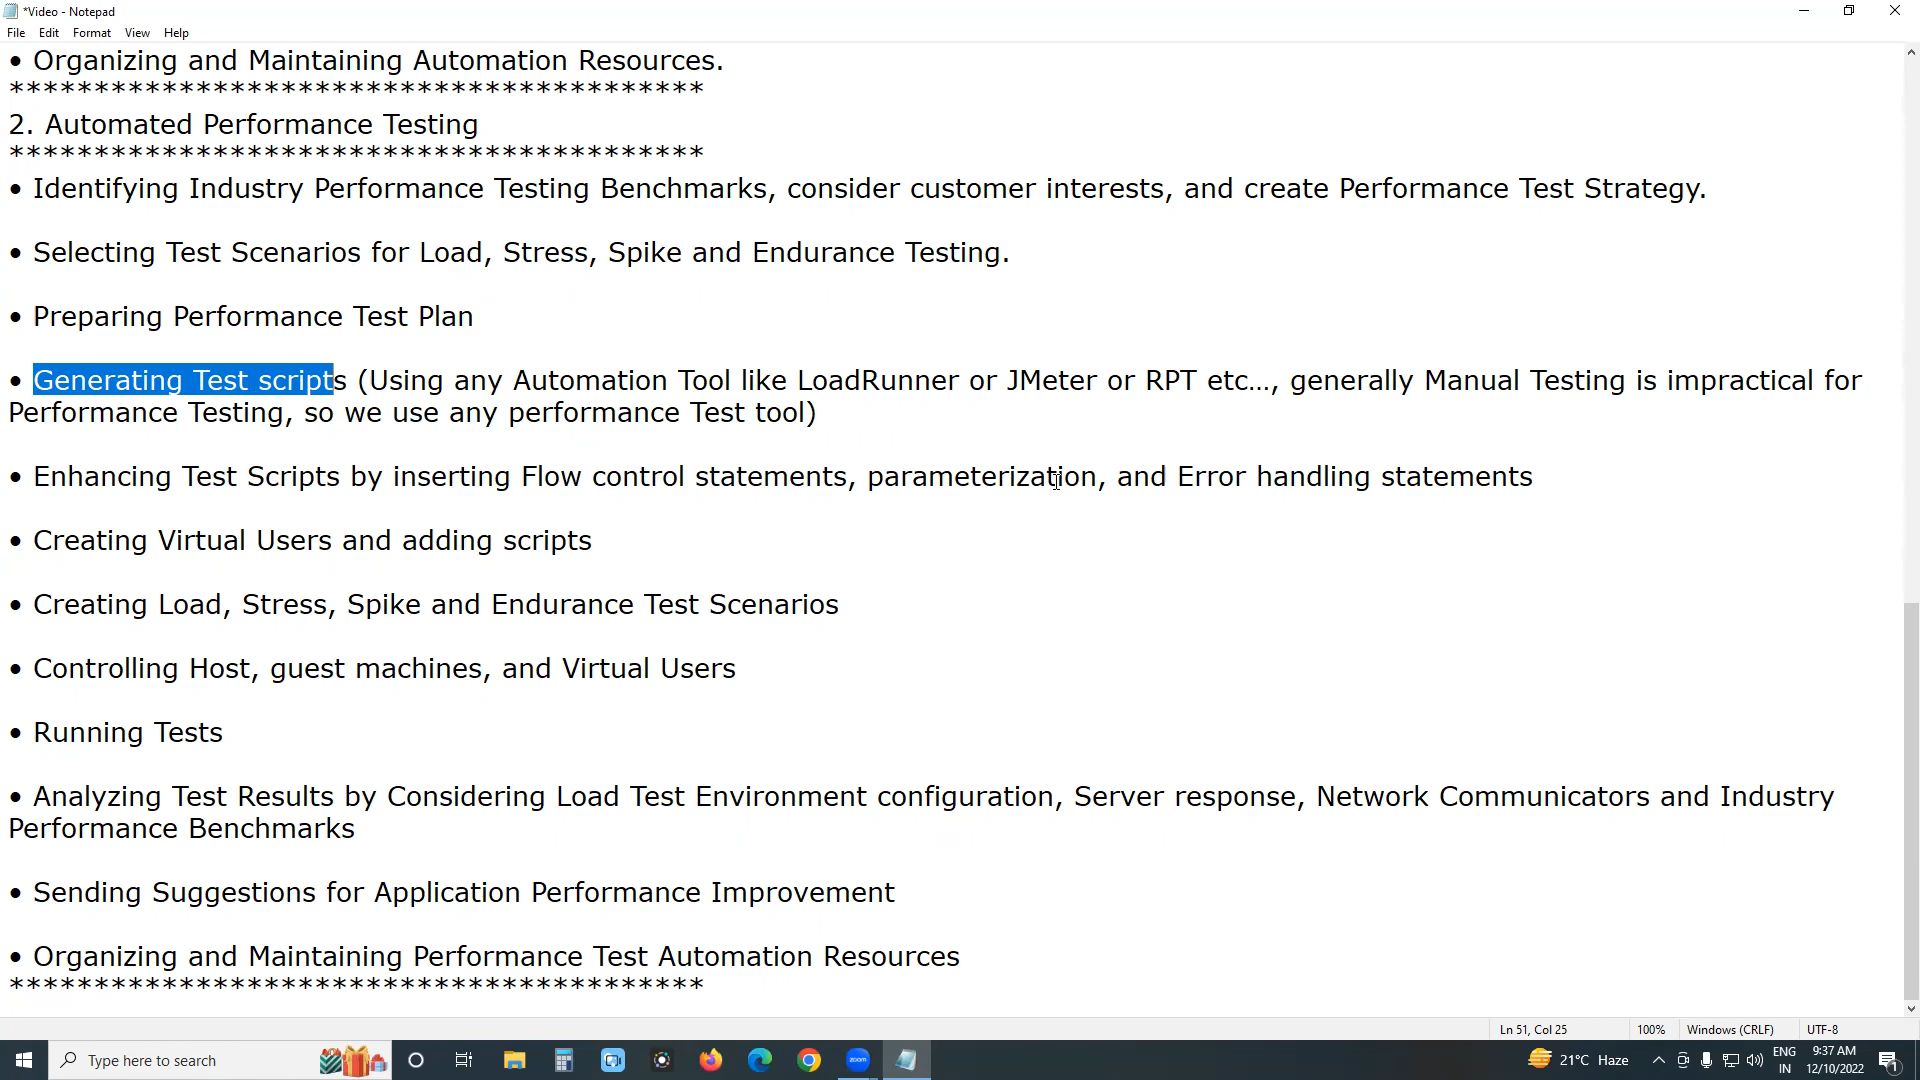 *Video - Notepad
File Edit Format View Help
• Organizing and Maintaining Automation Resources.
*****************************************
2. Automated Performance Testing
*****************************************
• Identifying Industry Performance Testing Benchmarks, consider customer interests, and create Performance Test Strategy.
• Selecting Test Scenarios for Load, Stress, Spike and Endurance Testing.
• Preparing Performance Test Plan
• Generating Test scripts (Using any Automation Tool like LoadRunner or JMeter or RPT etc…, generally Manual Testing is impractical for
Performance Testing, so we use any performance Test tool)
• Enhancing Test Scripts by inserting Flow control statements, parameterization, and Error handling statements
• Creating Virtual Users and adding scripts
• Creating Load, Stress, Spike and Endurance Test Scenarios
• Controlling Host, guest machines, and Virtual Users
• Running Tests
• Analyzing Test Results by Considering Load Test Environment configuration, Server response, Network Communicators and Industry
Performance Benchmarks
• Sending Suggestions for Application Performance Improvement
• Organizing and Maintaining Performance Test Automation Resources
*****************************************
Ln 51, Col 25 100% Windows (CRLF) UTF-8
Type here to search
zoom
21°C Haze
ENG
IN
9:37 AM
12/10/2022
1